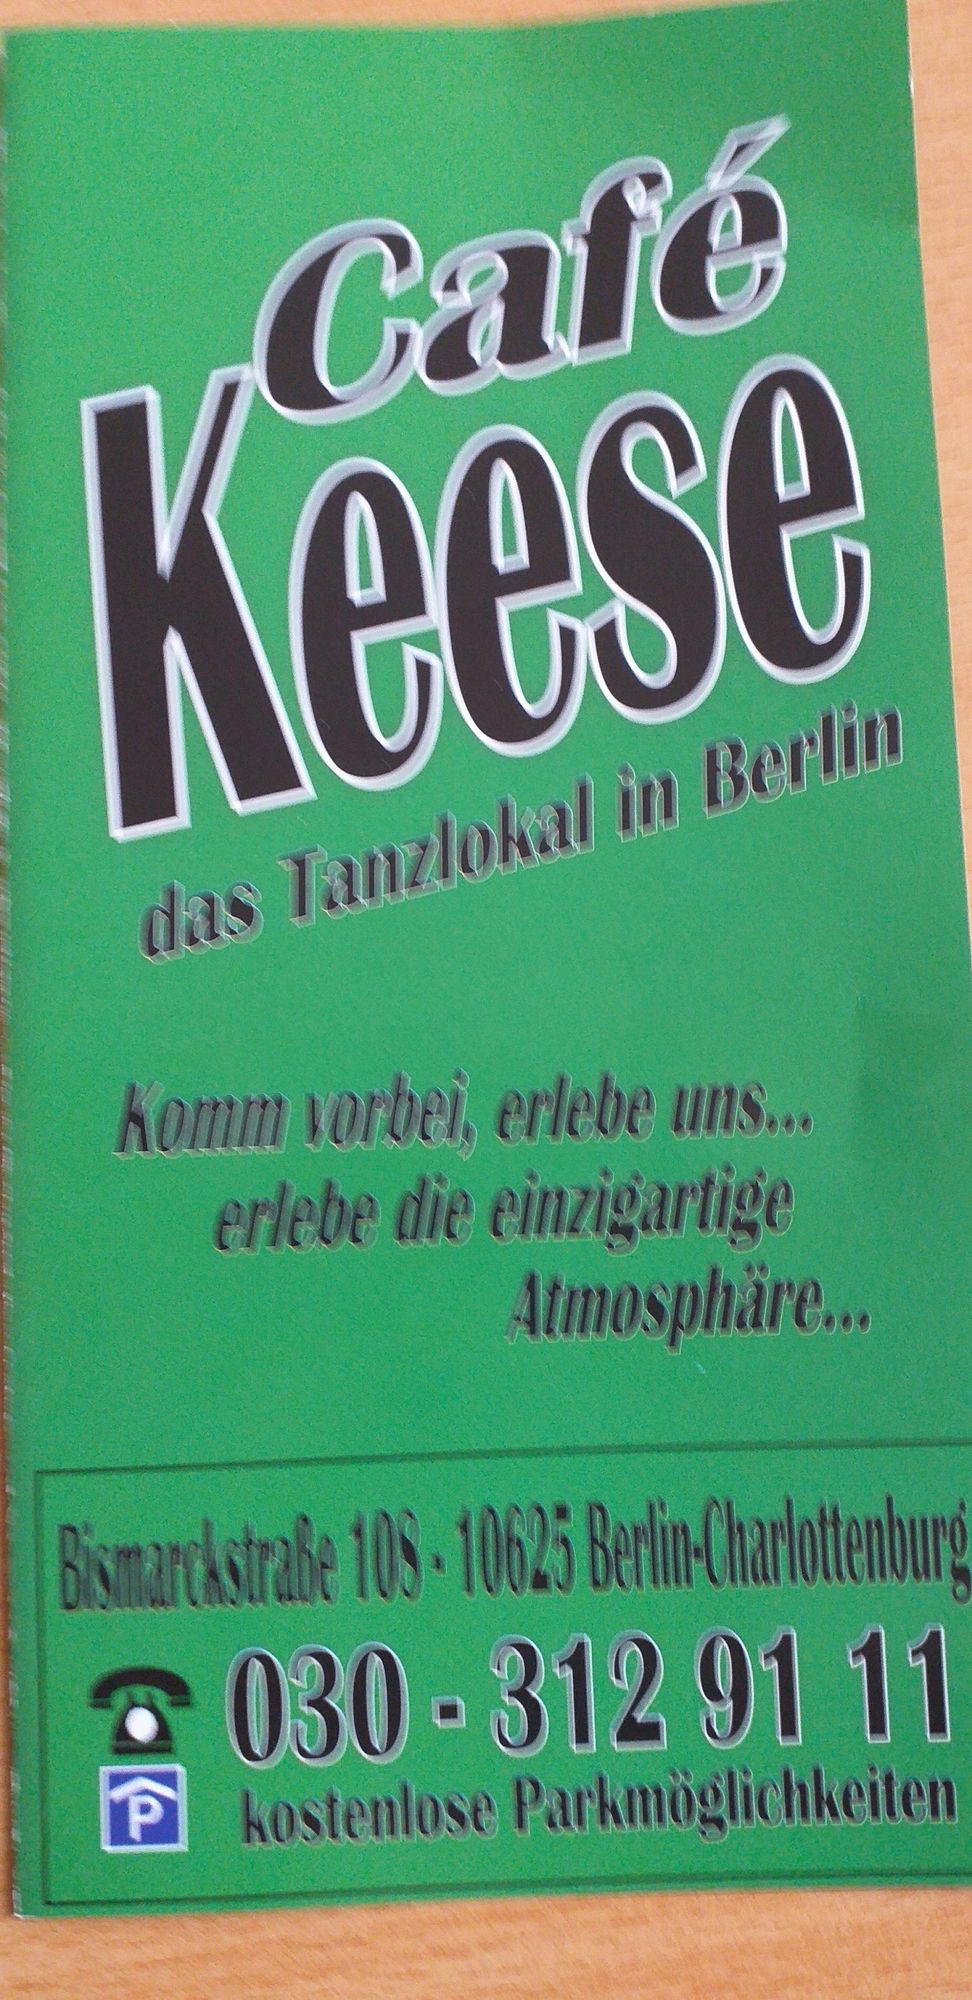 Café
Keese
das Tanzlokal in Berlin
Komm vorbei, erlebe uns...
erlebe die einzigartige
Atmosphäre...
Bismarckstraße 108 - 10625 Berlin-Charlottenburg
030 - 312 91 11
P
kostenlose Parkmöglichkeiten